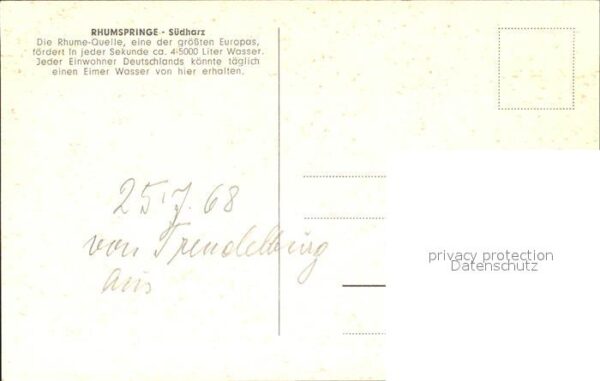 RHUMSPRINGE - Südharz
Die Rhume-Quelle, eine der größten Europas,
fördert in jeder Sekunde ca. 4-5000 Liter Wasser.
Jeder Einwohner Deutschlands könnte täglich
einen Eimer Wasser von hier erhalten.
25.7.68
von Trendelburg
aus
privacy protection
Datenschutz